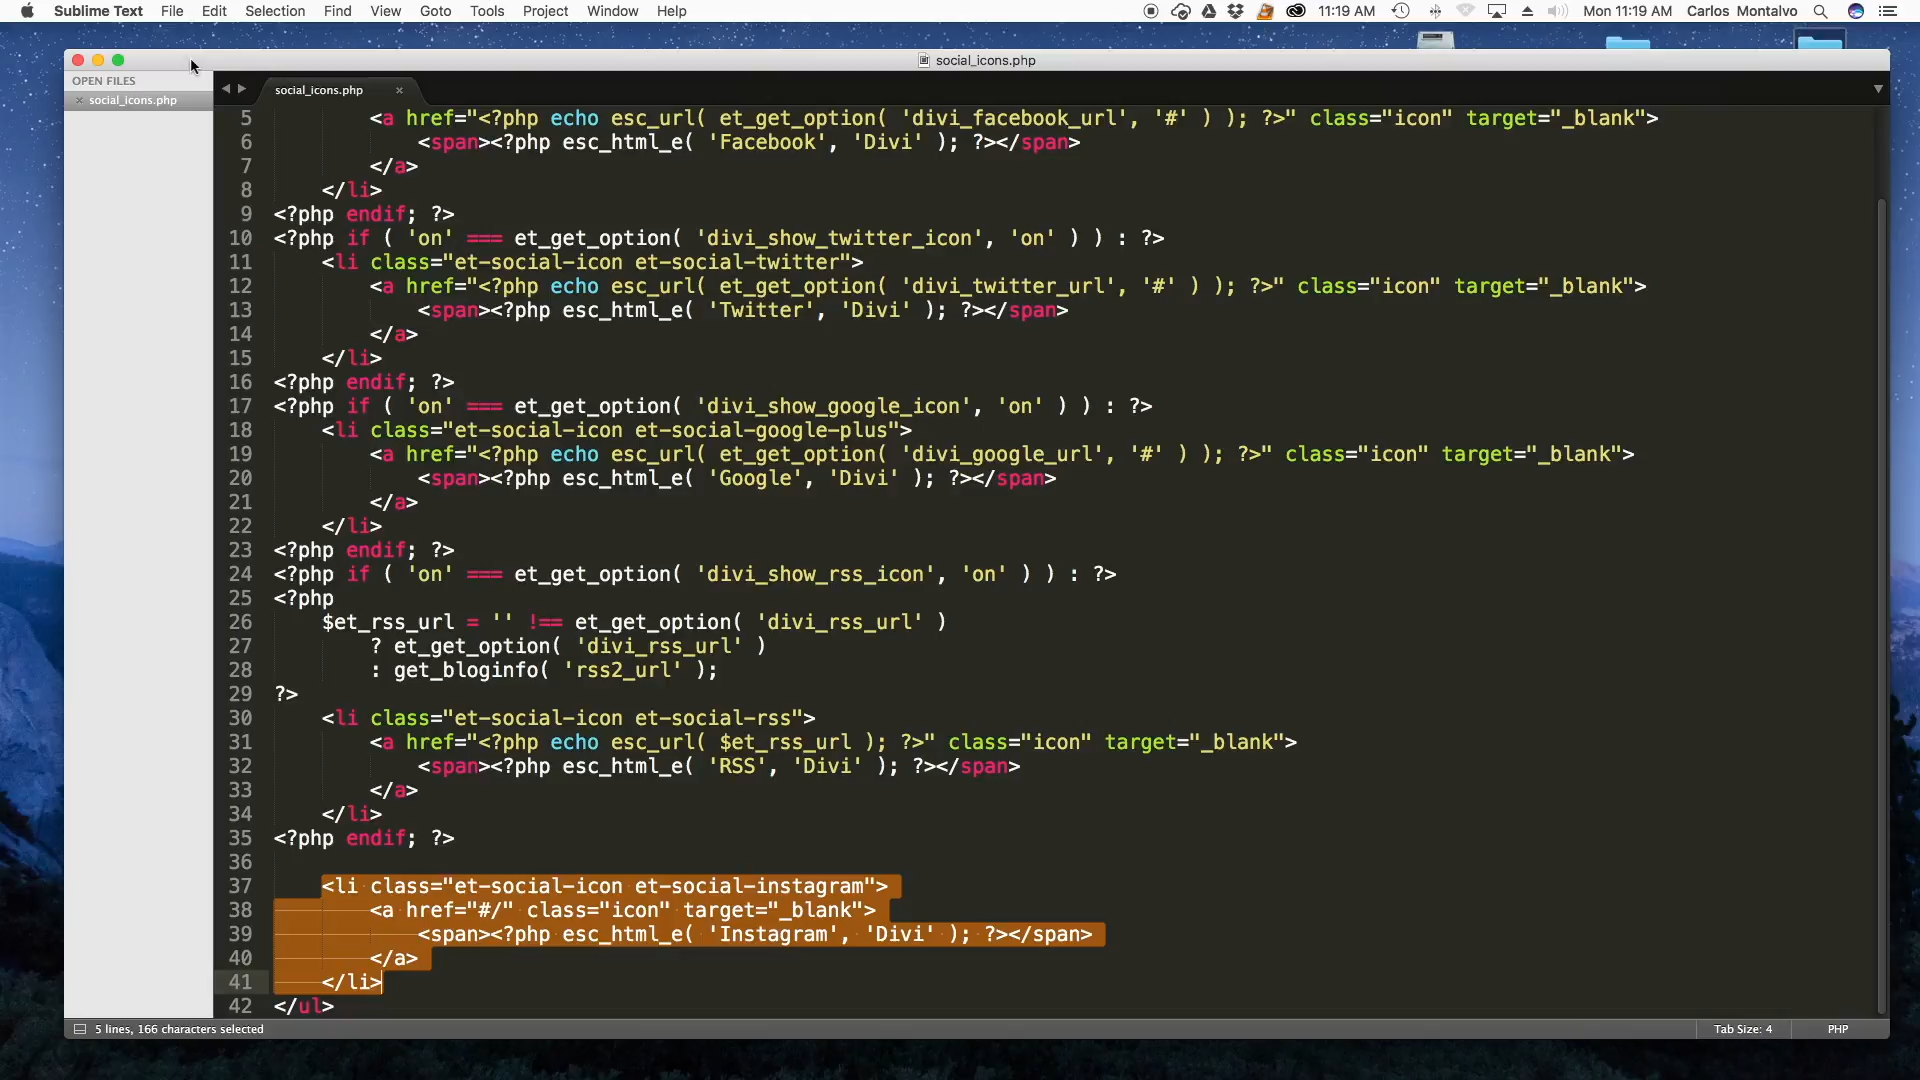 Sublime Text File Edit Selection Find View Goto Tools Project Window Help 11:19 AM Mon 11:19 AM Carlos Montalvo
social_icons.php
OPEN FILES
social_icons.php
social_icons.php
5 <a href="<?php echo esc_url( et_get_option( 'divi_facebook_url', '#' ) ); ?>" class="icon" target="_blank">
6 <span><?php esc_html_e( 'Facebook', 'Divi' ); ?></span>
7 </a>
8 </li>
9 <?php endif; ?>
10 <?php if ( 'on' === et_get_option( 'divi_show_twitter_icon', 'on' ) ) : ?>
11 <li class="et-social-icon et-social-twitter">
12 <a href="<?php echo esc_url( et_get_option( 'divi_twitter_url', '#' ) ); ?>" class="icon" target="_blank">
13 <span><?php esc_html_e( 'Twitter', 'Divi' ); ?></span>
14 </a>
15 </li>
16 <?php endif; ?>
17 <?php if ( 'on' === et_get_option( 'divi_show_google_icon', 'on' ) ) : ?>
18 <li class="et-social-icon et-social-google-plus">
19 <a href="<?php echo esc_url( et_get_option( 'divi_google_url', '#' ) ); ?>" class="icon" target="_blank">
20 <span><?php esc_html_e( 'Google', 'Divi' ); ?></span>
21 </a>
22 </li>
23 <?php endif; ?>
24 <?php if ( 'on' === et_get_option( 'divi_show_rss_icon', 'on' ) ) : ?>
25 <?php
26 $et_rss_url = '' !== et_get_option( 'divi_rss_url' )
27 ? et_get_option( 'divi_rss_url' )
28 : get_bloginfo( 'rss2_url' );
29 ?>
30 <li class="et-social-icon et-social-rss">
31 <a href="<?php echo esc_url( $et_rss_url ); ?>" class="icon" target="_blank">
32 <span><?php esc_html_e( 'RSS', 'Divi' ); ?></span>
33 </a>
34 </li>
35 <?php endif; ?>
36
37 <li class="et-social-icon et-social-instagram">
38 <a href="#/" class="icon" target="_blank">
39 <span><?php esc_html_e( 'Instagram', 'Divi' ); ?></span>
40 </a>
41 </li>
42 </ul>
5 lines, 166 characters selected Tab Size: 4 PHP